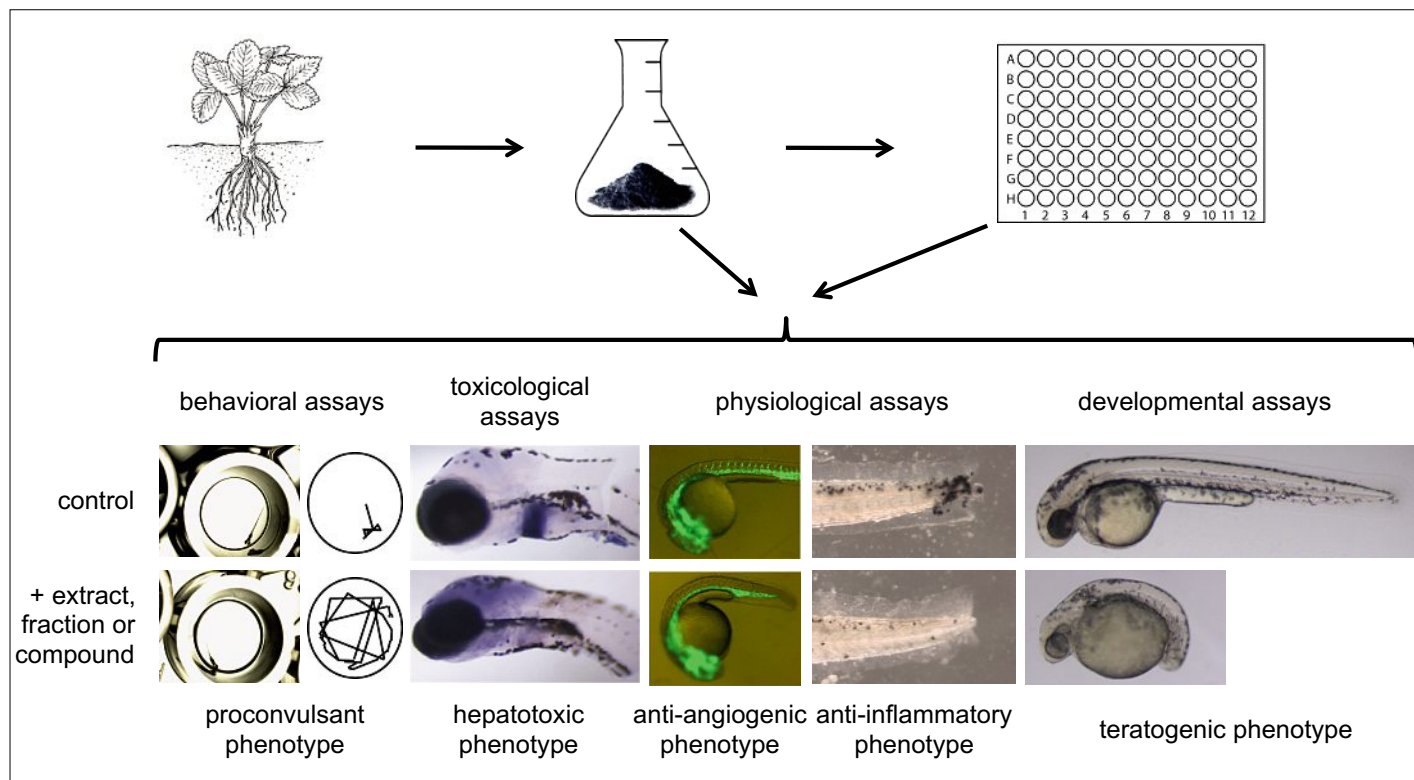 A
B
C
D
E
F
G
H
1 2 3 4 5 6 7 8 9 10 11 12
behavioral assays
toxicological
assays
physiological assays
developmental assays
control
+ extract,
fraction or
compound
proconvulsant
phenotype
hepatotoxic
phenotype
anti-angiogenic
phenotype
anti-inflammatory
phenotype
teratogenic phenotype